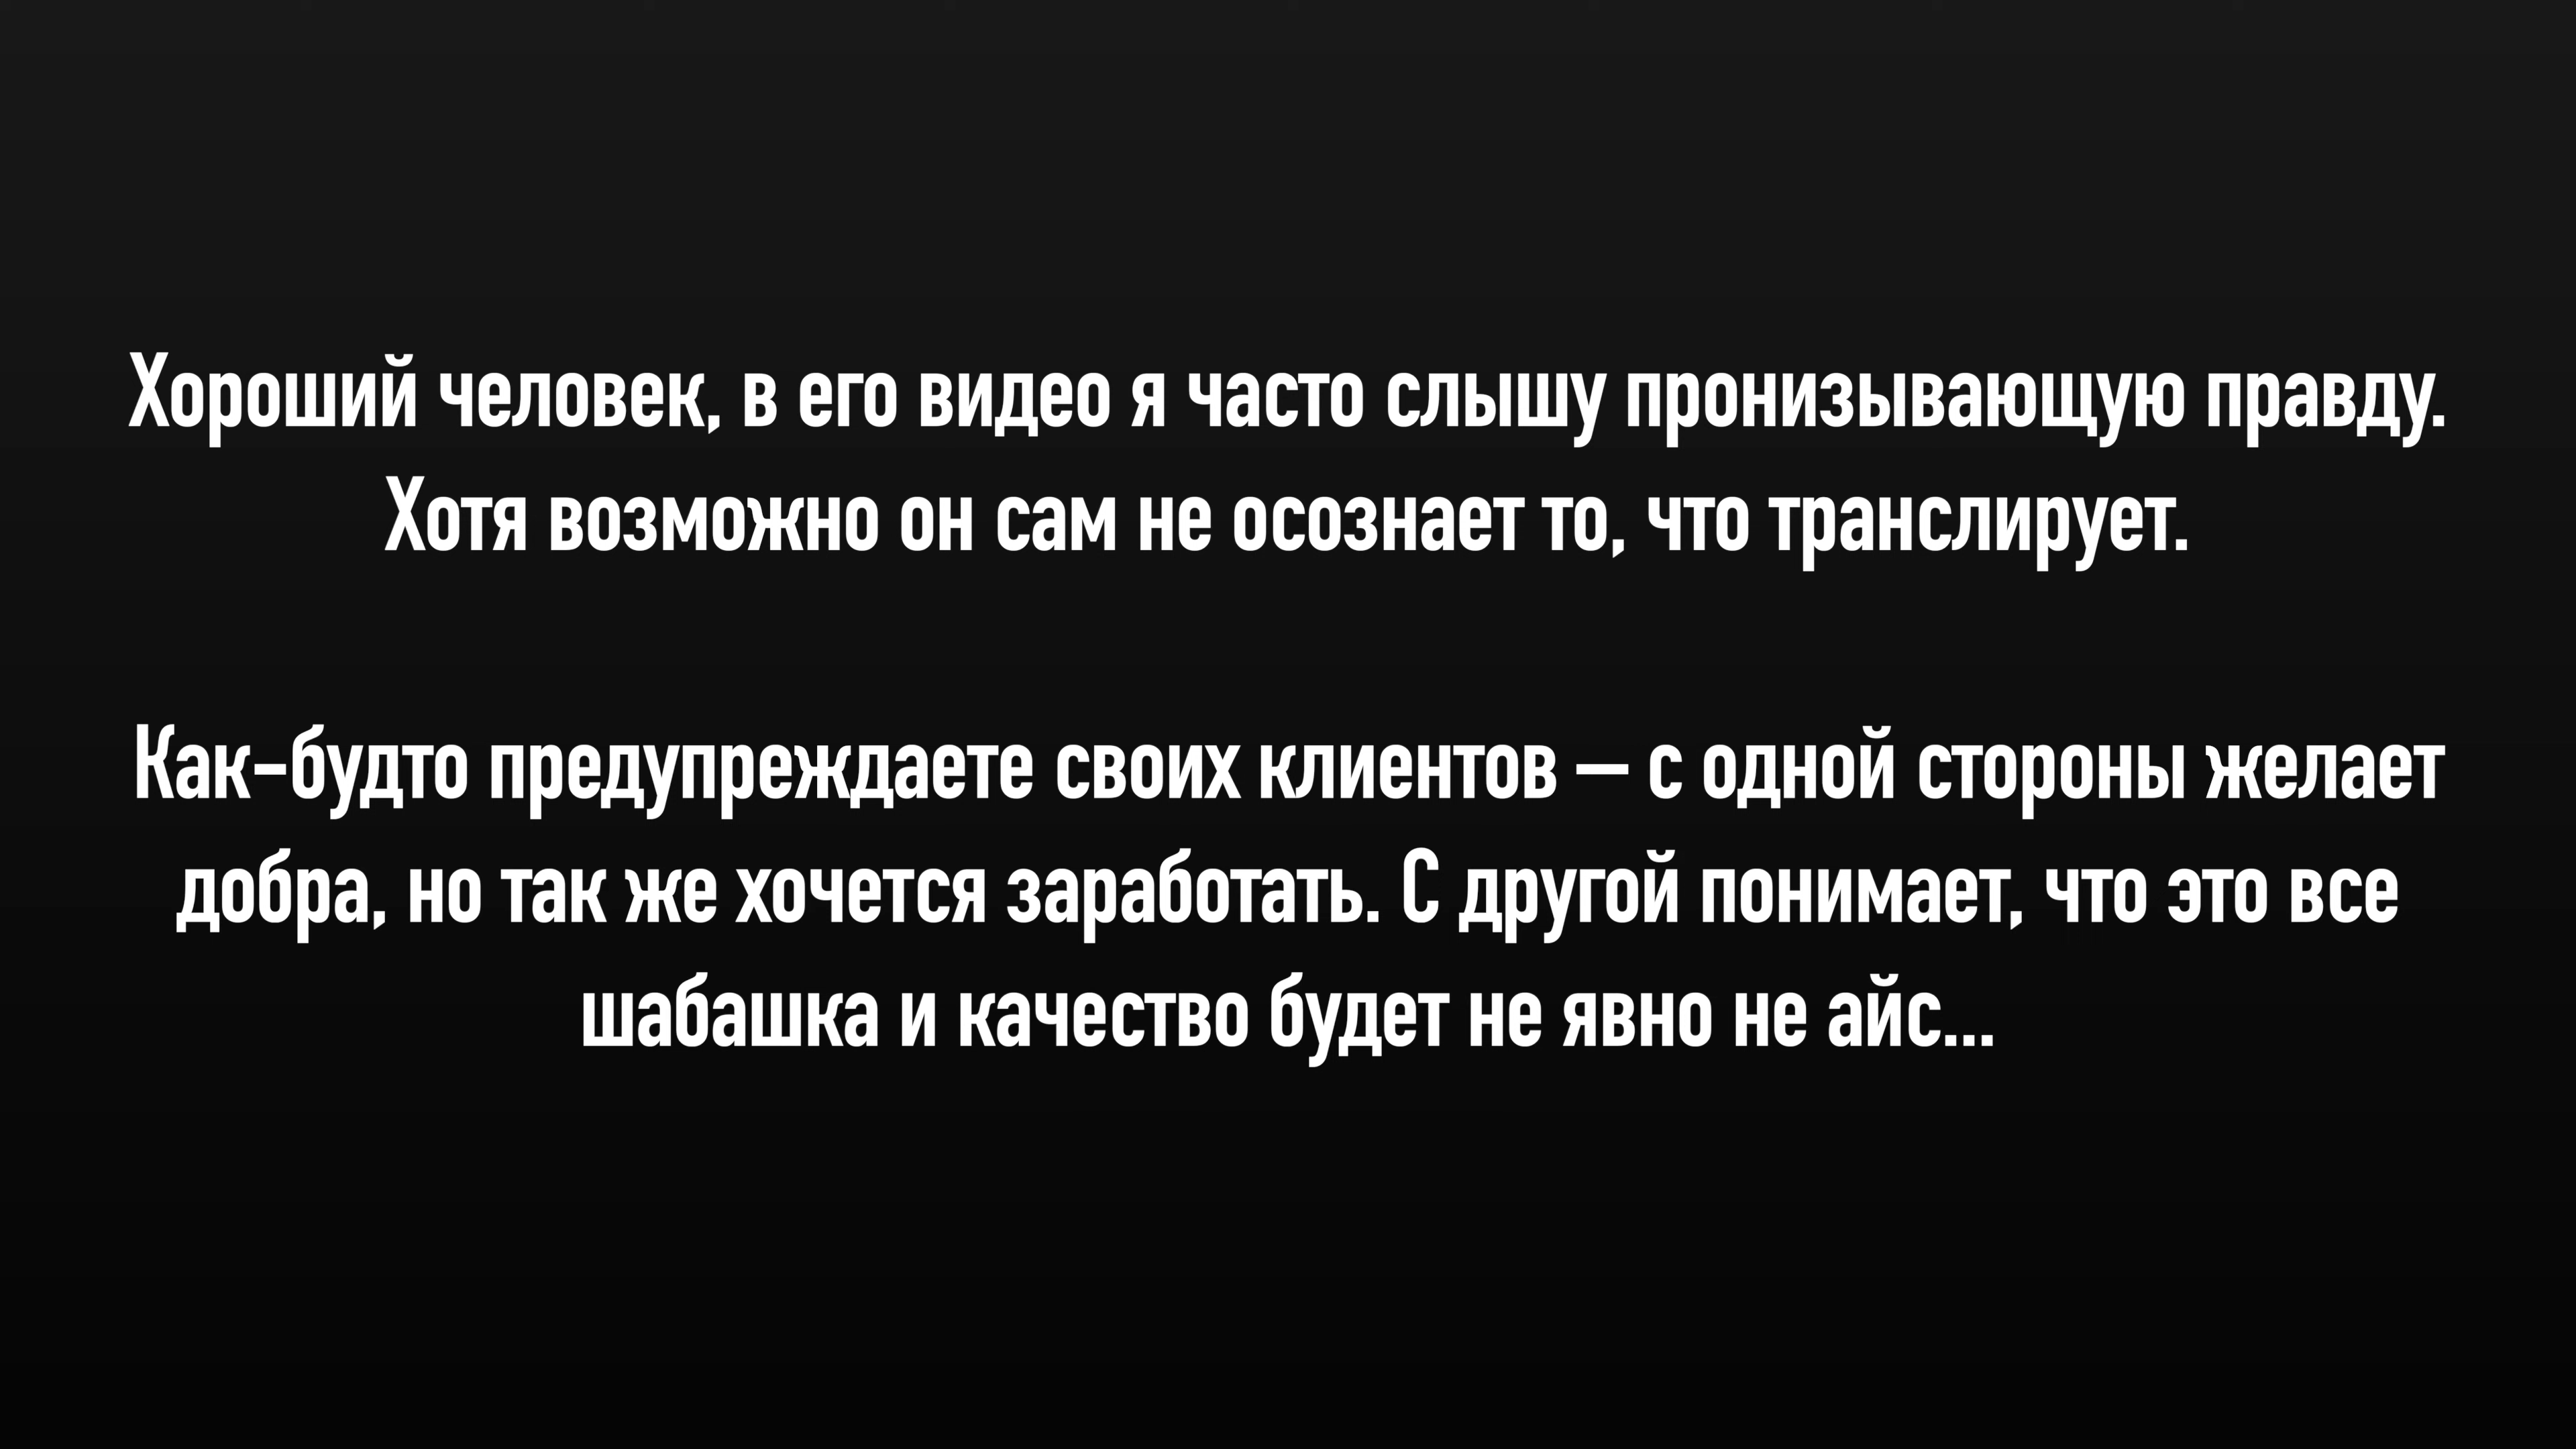 Хороший человек, в его видео я часто слышу пронизывающую правду.
Хотя возможно он сам не осознает то, что транслирует.
Как-будто предупреждаете своих клиентов — с одной стороны желает
добра, но так же хочется заработать. С другой понимает, что это все
шабашка и качество будет не явно не айс...